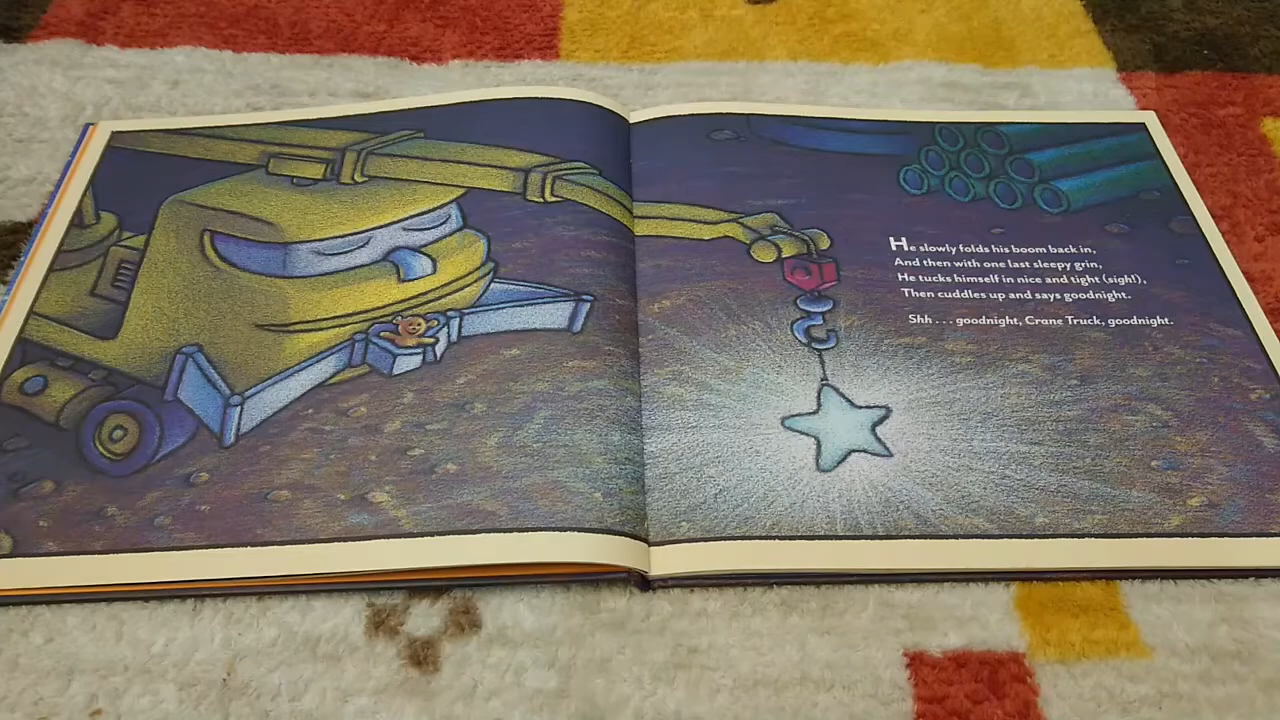 He slowly folds his boom back in,
And then with one last sleepy grin,
He tucks himself in nice and tight (sigh!),
Then cuddles up and says goodnight.
Shh . . . goodnight, Crane Truck, goodnight.